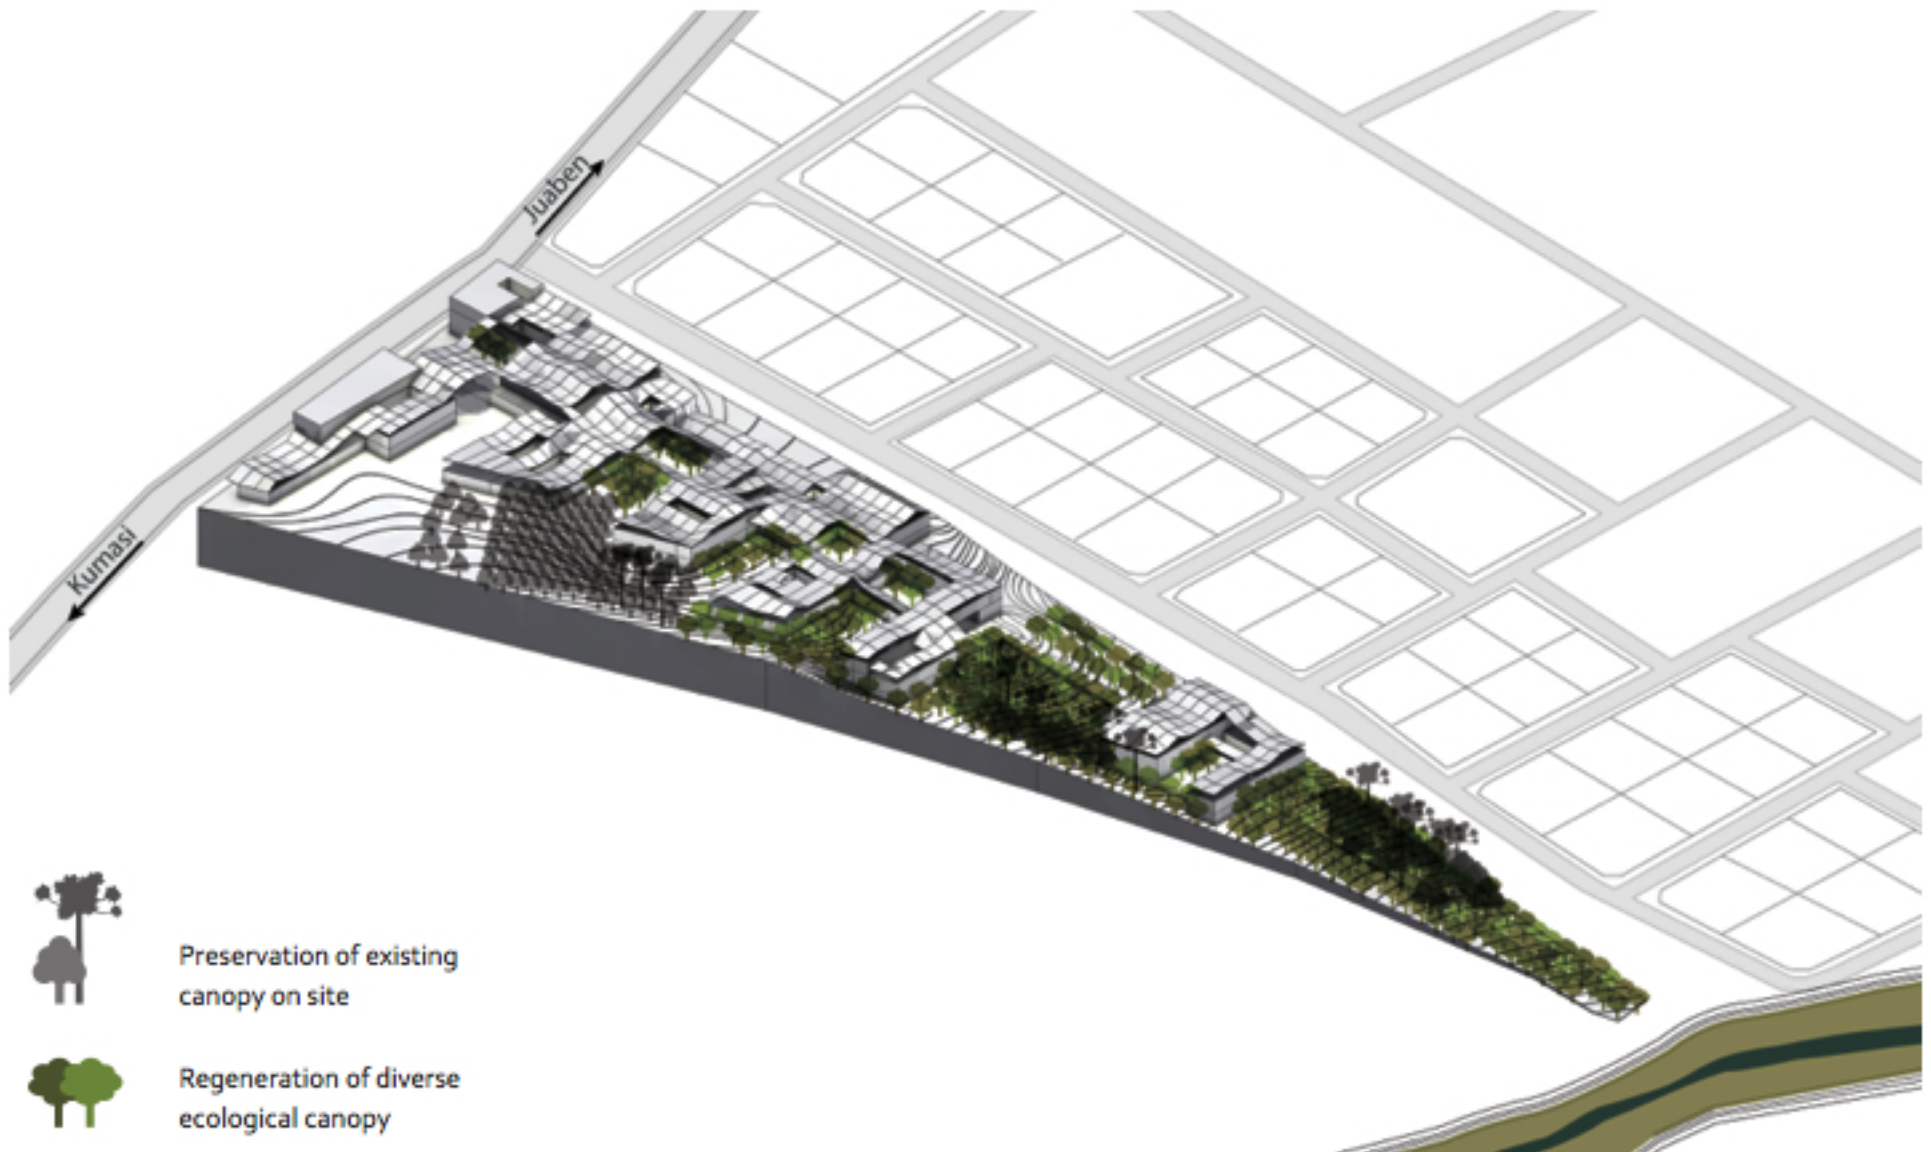 Juaben
Kumasi
Preservation of existing
canopy on site
Regeneration of diverse
ecological canopy